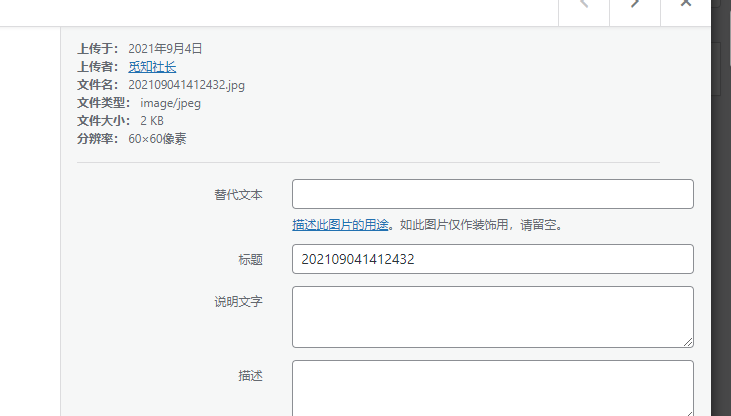 上传于： 2021年9月4日
上传者： 觅知社长
文件名： 202109041412432.jpg
文件类型： image/jpeg
文件大小： 2 KB
分辨率： 60×60像素
替代文本
描述此图片的用途。如此图片仅作装饰用，请留空。
标题 202109041412432
说明文字
描述